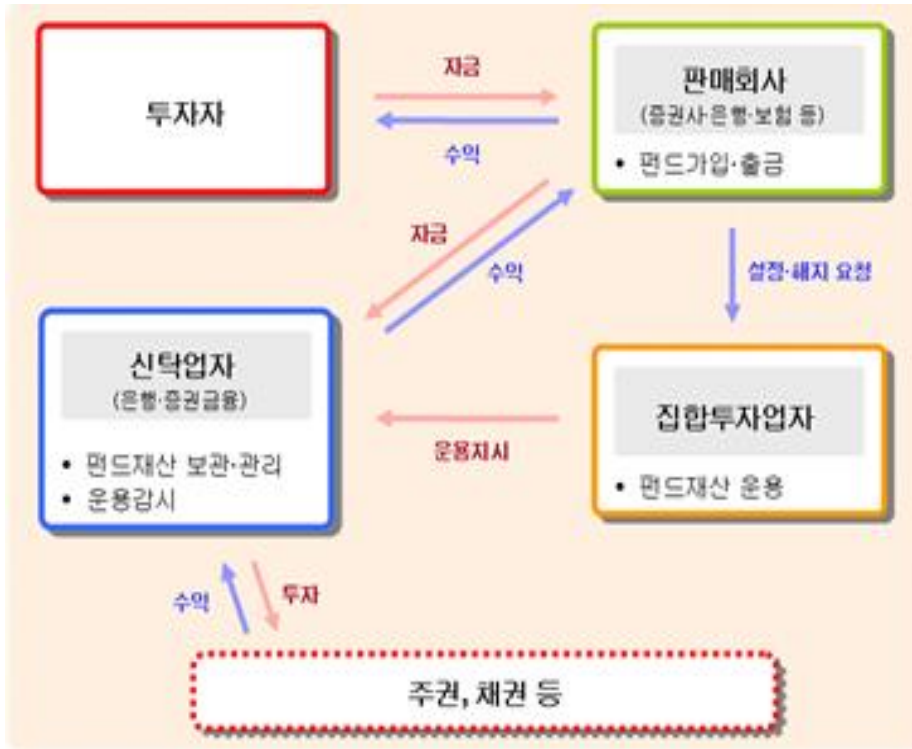 투자자
자금
수익
판매회사
(증권사·은행·보험 등)
• 펀드가입·출금
자금
수익
설정·해지 요청
신탁업자
(은행·증권금융)
• 펀드재산 보관·관리
• 운용감시
운용지시
집합투자업자
• 펀드재산 운용
수익
투자
주권, 채권 등